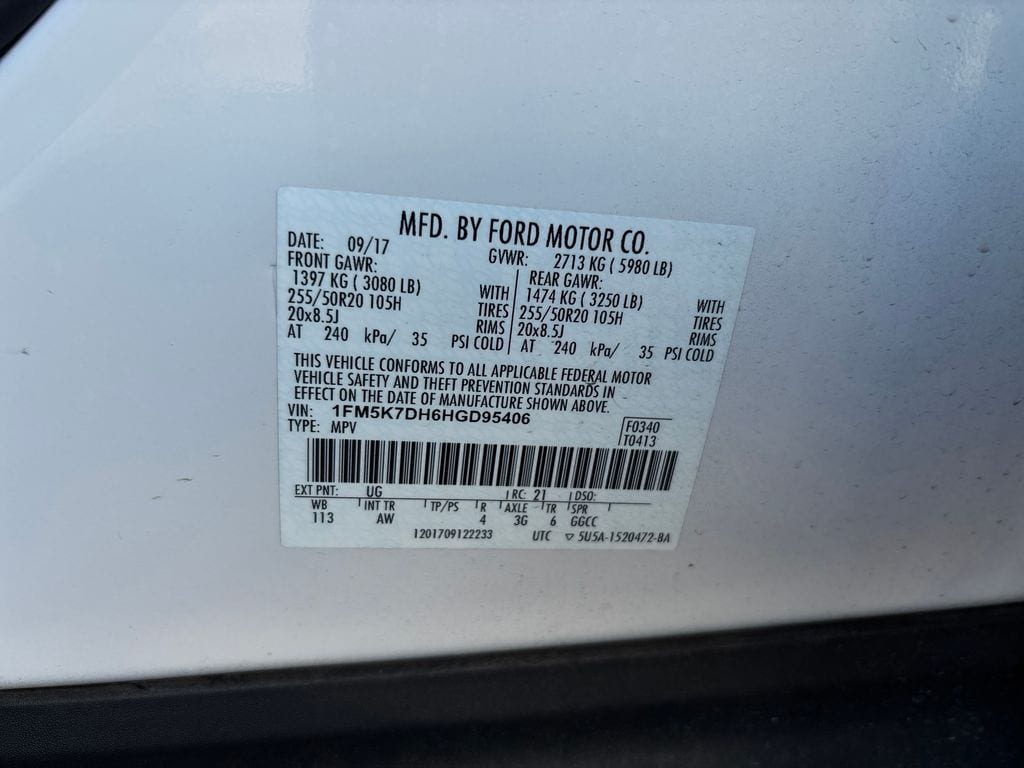 MFD. BY FORD MOTOR CO.
DATE: 09/17 GVWR: 2713 KG ( 5980 LB)
FRONT GAWR: REAR GAWR:
1397 KG ( 3080 LB) WITH 1474 KG ( 3250 LB) WITH
255/50R20 105H TIRES 255/50R20 105H TIRES
20x8.5J RIMS 20x8.5J RIMS
AT 240 kPa/ 35 PSI COLD AT 240 kPa/ 35 PSI COLD
THIS VEHICLE CONFORMS TO ALL APPLICABLE FEDERAL MOTOR
VEHICLE SAFETY AND THEFT PREVENTION STANDARDS IN
EFFECT ON THE DATE OF MANUFACTURE SHOWN ABOVE.
VIN: 1FM5K7DH6HGD95406
TYPE: MPV F0340
T0413
EXT PNT: UG RC: 21 DSO:
WB INT TR TP/PS R AXLE TR SPR
113 AW 4 3G 6 GGCC
1201709122233 UTC ▽ 5U5A-1520472-BA